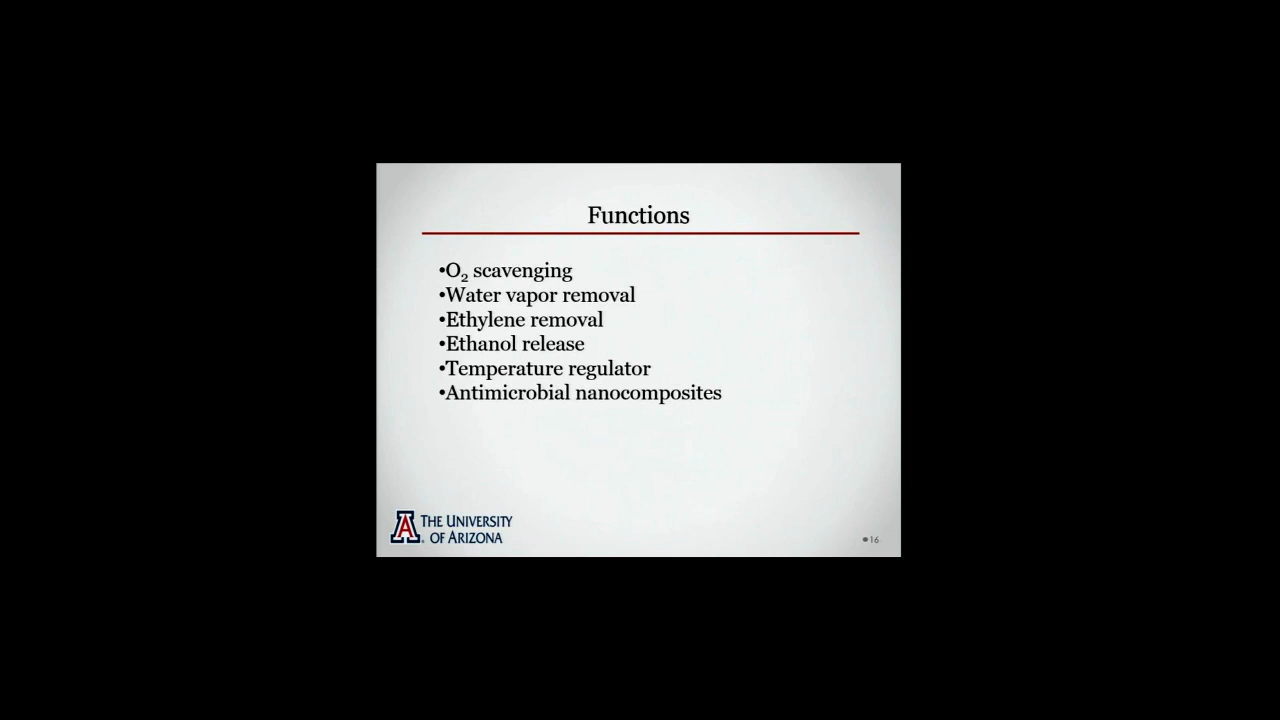 Functions
•O₂ scavenging
•Water vapor removal
•Ethylene removal
•Ethanol release
•Temperature regulator
•Antimicrobial nanocomposites
A
THE UNIVERSITY
OF ARIZONA
•16